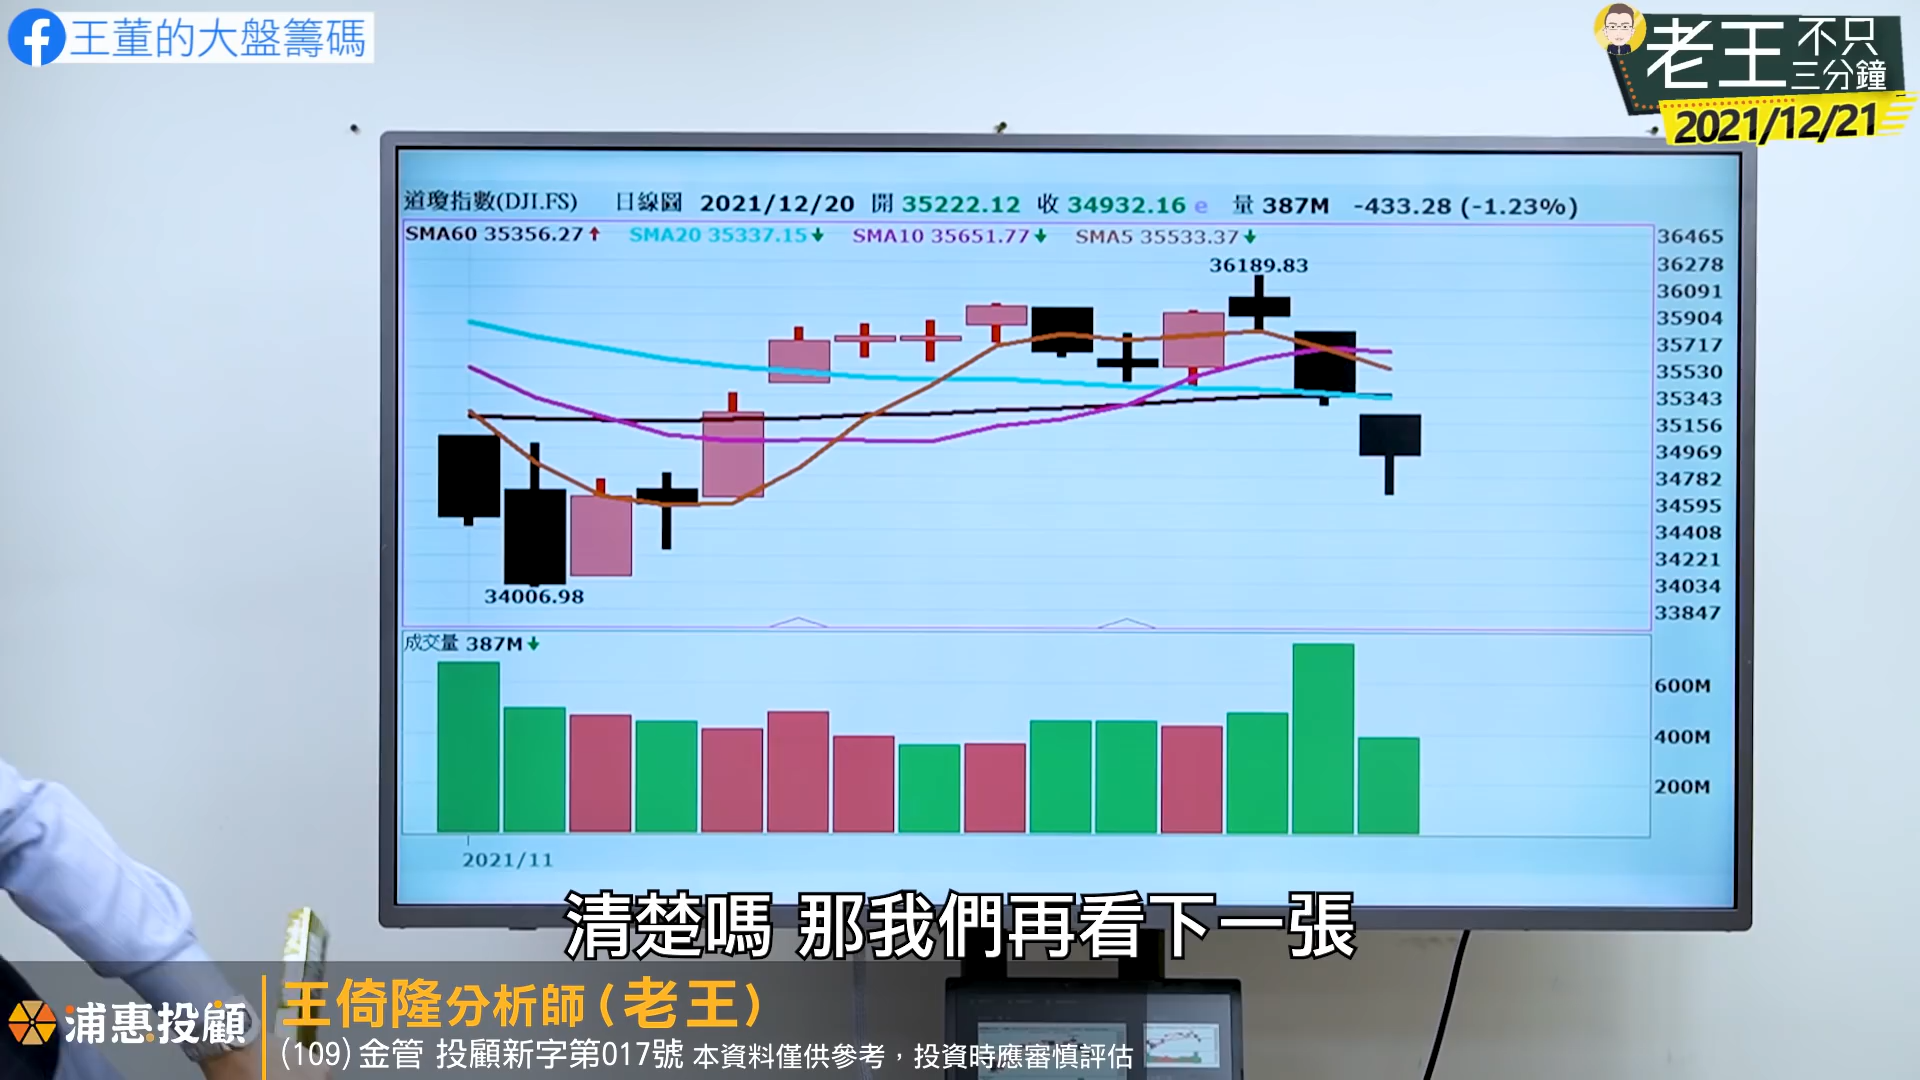 王董的大盤籌碼
老王 不只三分鐘
2021/12/21
道瓊指數(DJI.FS) 日線圖 2021/12/20 開 35222.12 收 34932.16 e 量 387M -433.28 (-1.23%)
SMA60 35356.27↑ SMA20 35337.15↓ SMA10 35651.77↓ SMA5 35533.37↓
36465
36278
36189.83
36091
35904
35717
35530
35343
35156
34969
34782
34595
34408
34221
34034
34006.98
33847
成交量 387M↓
600M
400M
200M
2021/11
清楚嗎 那我們再看下一張
浦惠投顧
王倚隆分析師(老王)
(109)金管 投顧新字第017號 本資料僅供參考，投資時應審慎評估